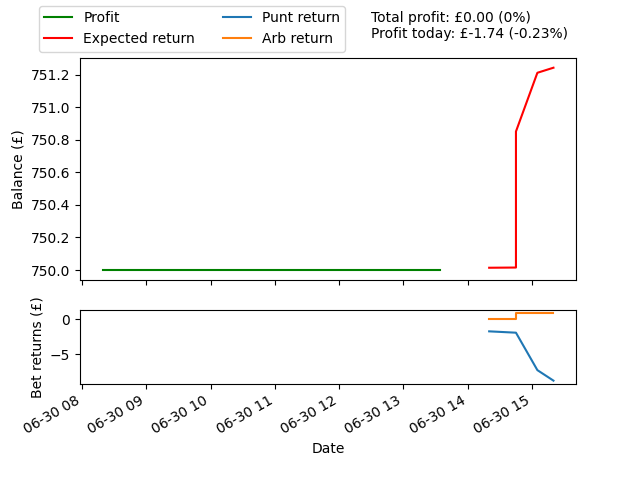 Profit
Expected return
Punt return
Arb return
Total profit: £0.00 (0%)
Profit today: £-1.74 (-0.23%)
Balance (£)
751.2
751.0
750.8
750.6
750.4
750.2
750.0
Bet returns (£)
0
−5
06-30 08
06-30 09
06-30 10
06-30 11
06-30 12
06-30 13
06-30 14
06-30 15
Date